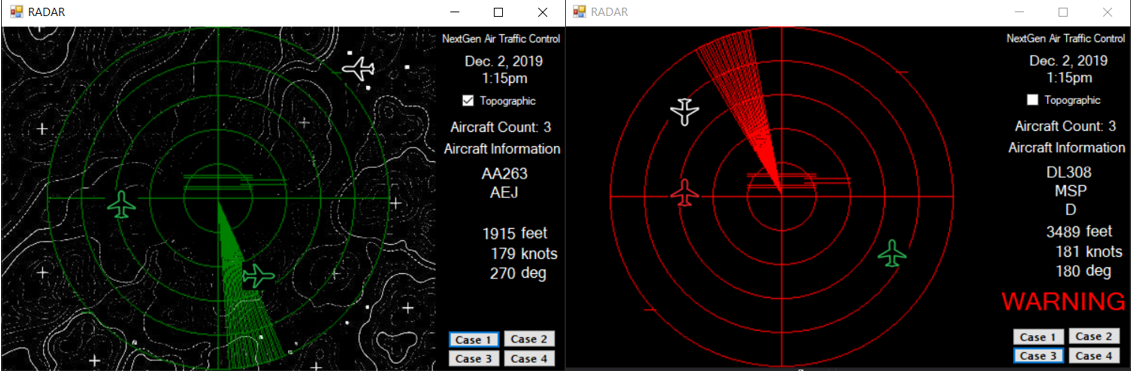 RADAR
NextGen Air Traffic Control
Dec. 2, 2019
1:15pm
Topographic
Aircraft Count: 3
Aircraft Information
AA263
AEJ
1915 feet
179 knots
270 deg
Case 1 Case 2
Case 3 Case 4
RADAR
NextGen Air Traffic Control
Dec. 2, 2019
1:15pm
Topographic
Aircraft Count: 3
Aircraft Information
DL308
MSP
D
3489 feet
181 knots
180 deg
WARNING
Case 1 Case 2
Case 3 Case 4